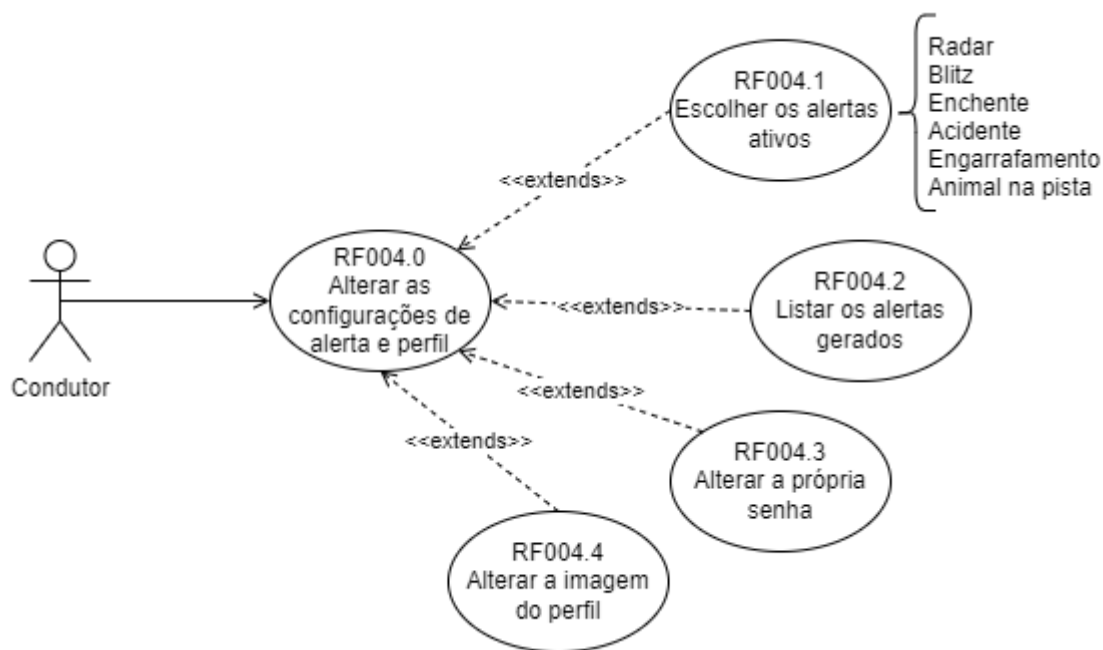 RF004.1
Escolher os alertas
ativos
Radar
Blitz
Enchente
Acidente
Engarrafamento
Animal na pista
<<extends>>
RF004.0
Alterar as
configurações de
alerta e perfil
Condutor
<<extends>>
RF004.2
Listar os alertas
gerados
<<extends>>
RF004.3
Alterar a própria
senha
<<extends>>
RF004.4
Alterar a imagem
do perfil